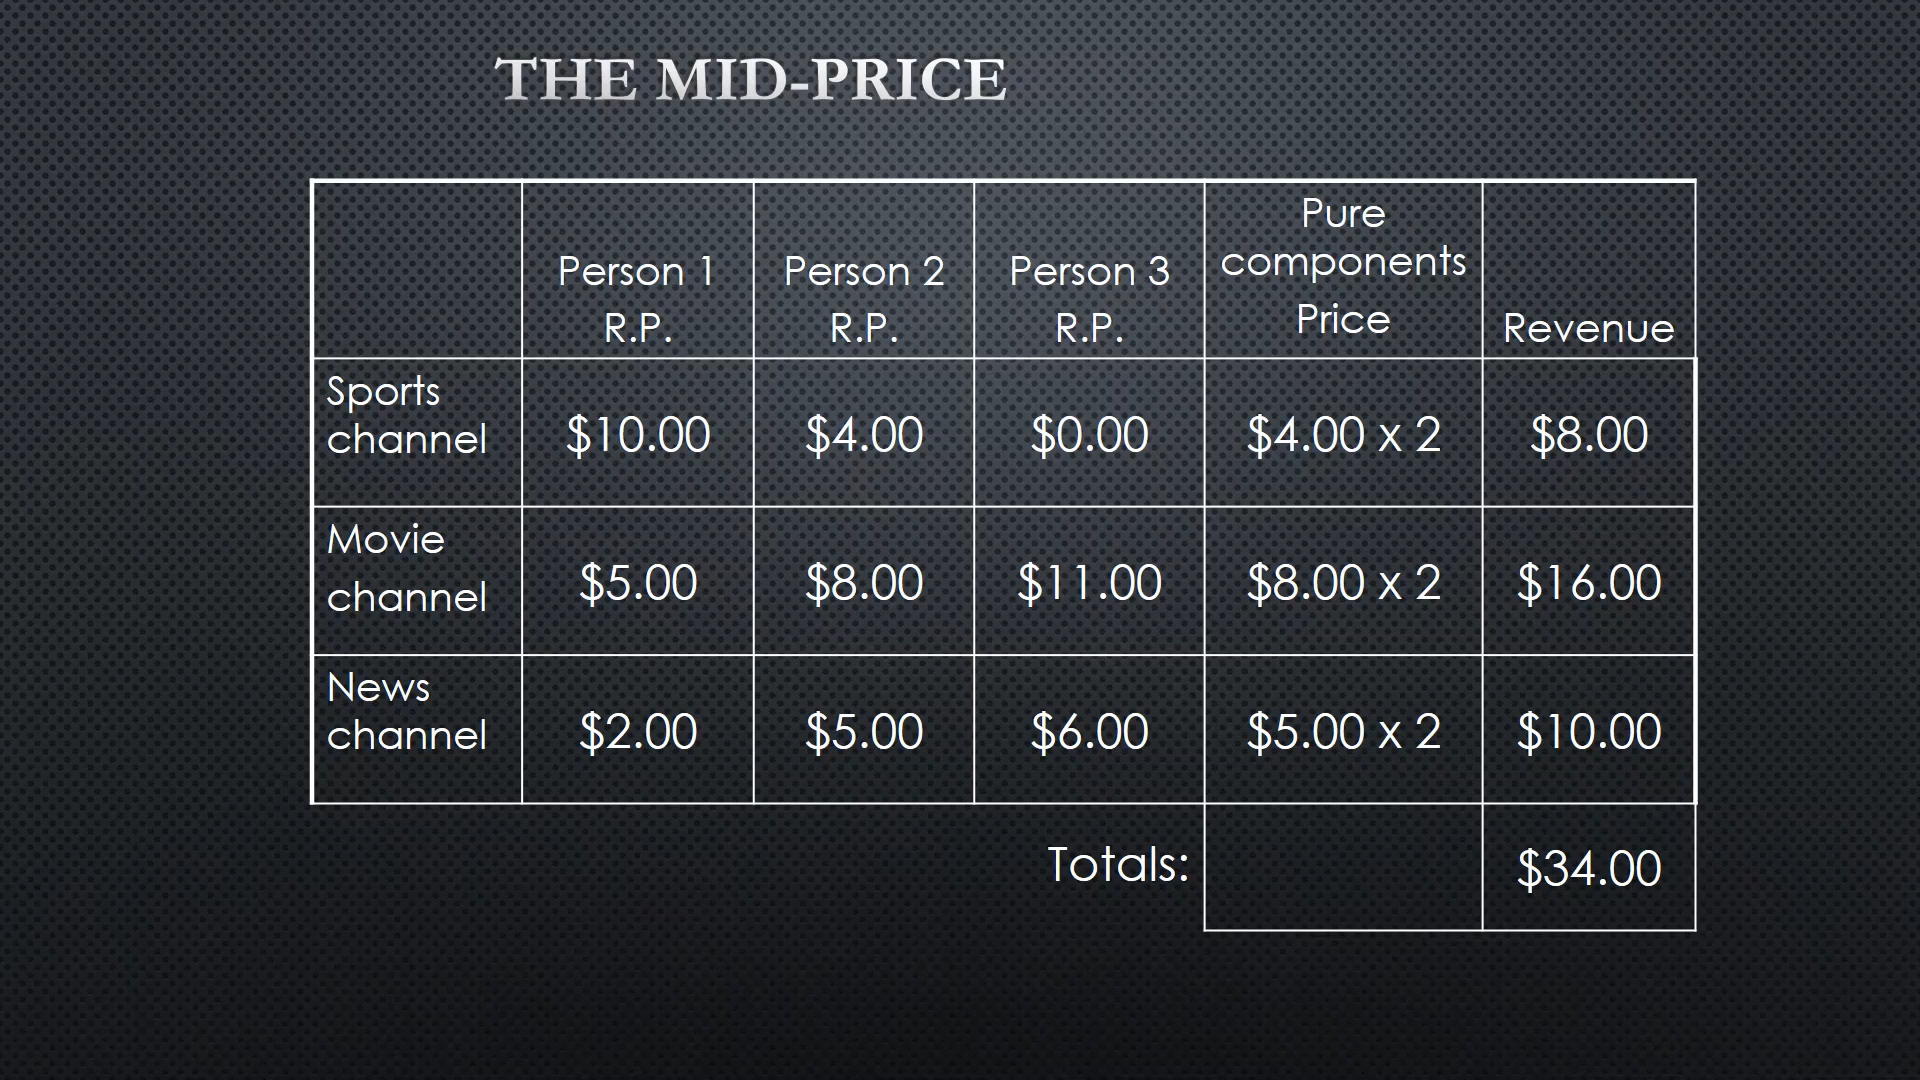 THE MID-PRICE
Person 1
R.P.
Person 2
R.P.
Person 3
R.P.
Pure
components
Price
Revenue
Sports
channel
$10.00
$4.00
$0.00
$4.00 x 2
$8.00
Movie
channel
$5.00
$8.00
$11.00
$8.00 x 2
$16.00
News
channel
$2.00
$5.00
$6.00
$5.00 x 2
$10.00
Totals:
$34.00